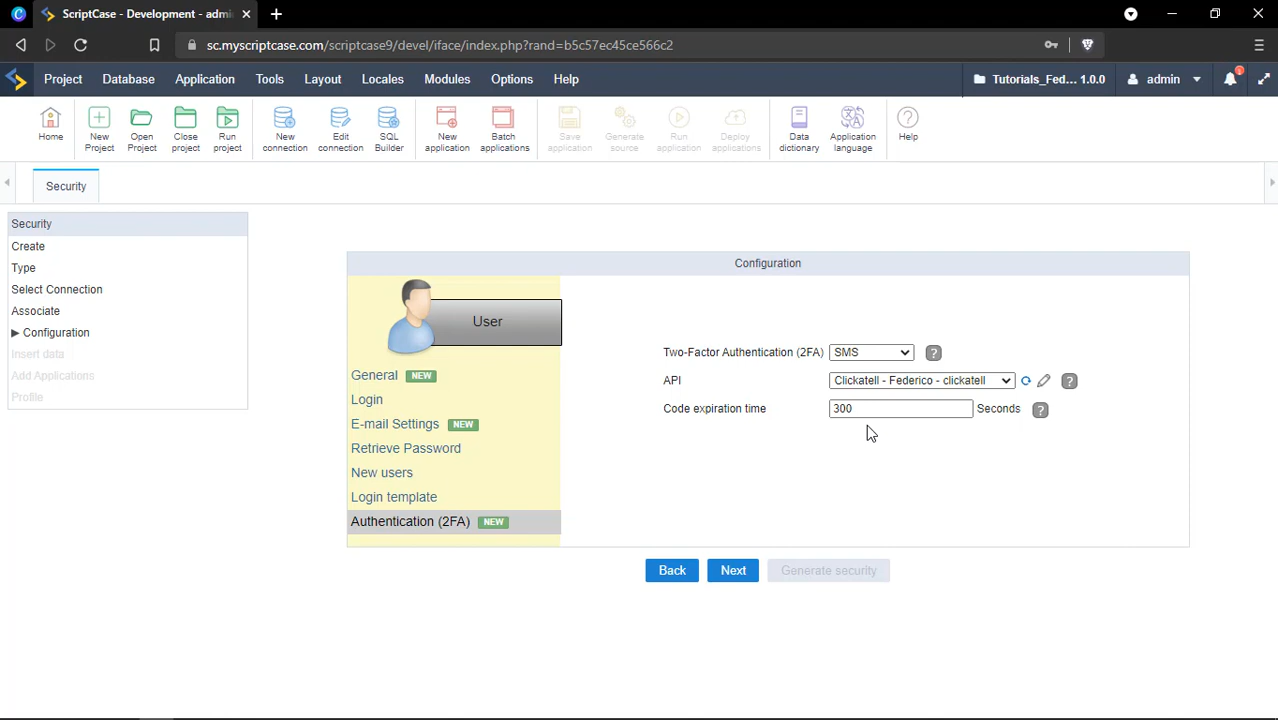 ScriptCase - Development - admi
sc.myscriptcase.com/scriptcase9/devel/iface/index.php?rand=b5c57ec45ce566c2
Project Database Application Tools Layout Locales Modules Options Help Tutorials_Fed... 1.0.0 admin
Home
New Project
Open Project
Close project
Run project
New connection
Edit connection
SQL Builder
New application
Batch applications
Save application
Generate source
Run application
Deploy applications
Data dictionary
Application language
Help
Security
Security
Create
Type
Select Connection
Associate
Configuration
Insert data
Add Applications
Profile
Configuration
User
General NEW
Login
E-mail Settings NEW
Retrieve Password
New users
Login template
Authentication (2FA) NEW
Two-Factor Authentication (2FA) SMS ?
API Clickatell - Federico - clickatell ?
Code expiration time 300 Seconds ?
Back Next Generate security